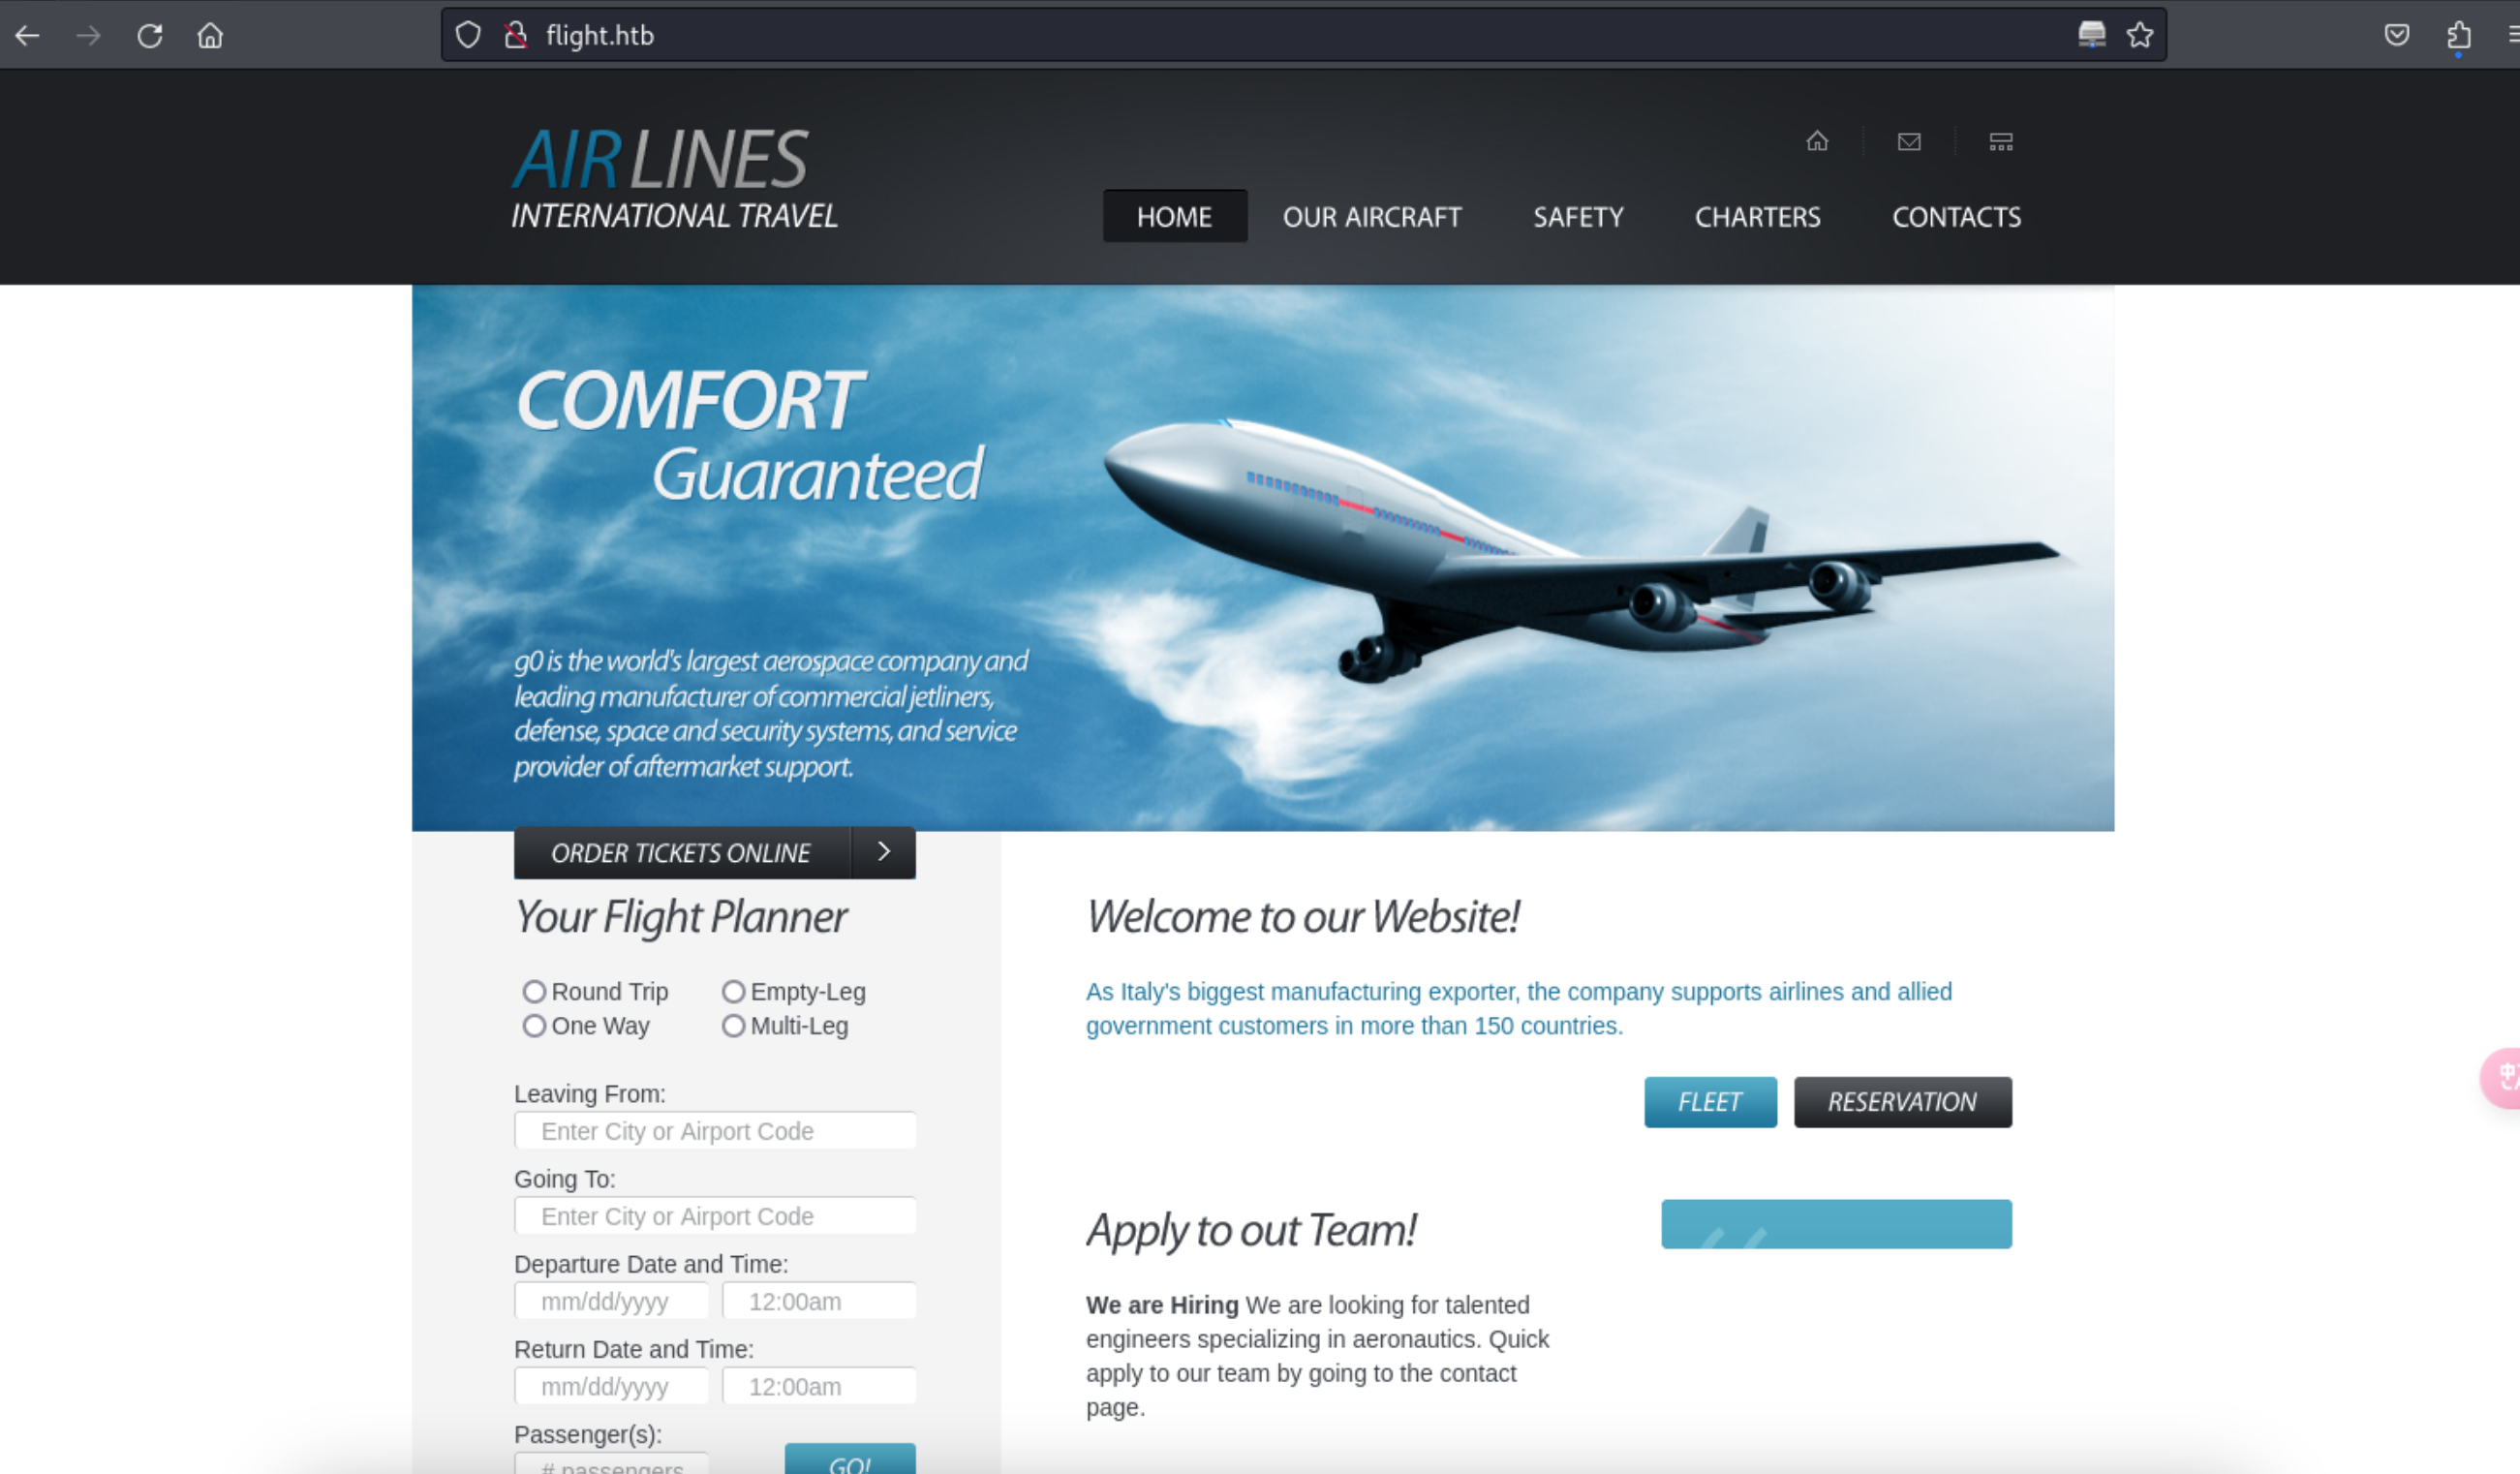 flight.htb
AIRLINES
INTERNATIONAL TRAVEL
HOME
OUR AIRCRAFT
SAFETY
CHARTERS
CONTACTS
COMFORT
Guaranteed
g0 is the world's largest aerospace company and
leading manufacturer of commercial jetliners,
defense, space and security systems, and service
provider of aftermarket support.
ORDER TICKETS ONLINE
Your Flight Planner
Round Trip
Empty-Leg
One Way
Multi-Leg
Leaving From:
Enter City or Airport Code
Going To:
Enter City or Airport Code
Departure Date and Time:
mm/dd/yyyy
12:00am
Return Date and Time:
mm/dd/yyyy
12:00am
Passenger(s):
# passengers
GO!
Welcome to our Website!
As Italy's biggest manufacturing exporter, the company supports airlines and allied
government customers in more than 150 countries.
FLEET
RESERVATION
Apply to out Team!
We are Hiring We are looking for talented
engineers specializing in aeronautics. Quick
apply to our team by going to the contact
page.